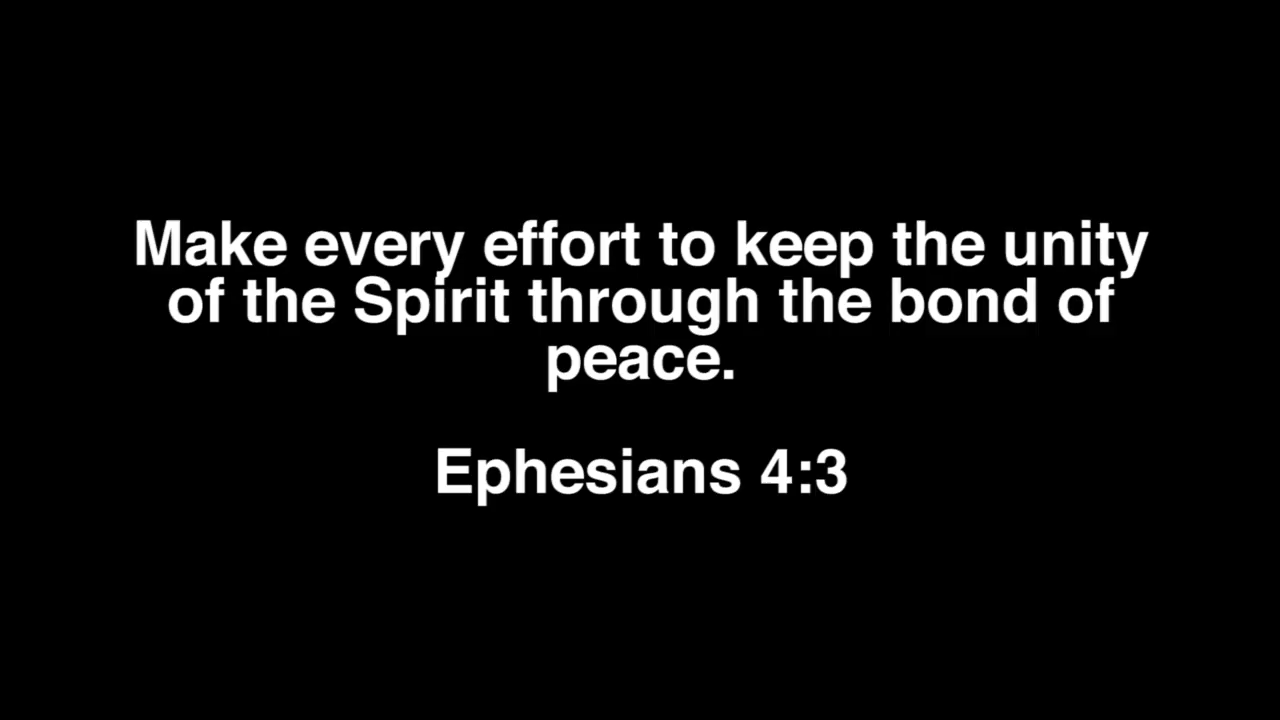 Make every effort to keep the unity
of the Spirit through the bond of
peace.
Ephesians 4:3